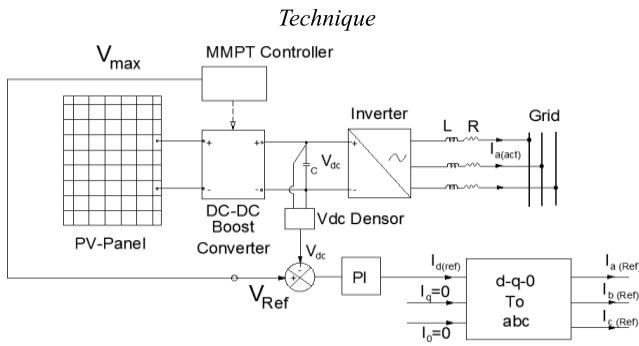 Technique
MMPT Controller
Vmax
Inverter
L R
Grid
Ia(act)
+ + +
Vdc
C
- - -
DC-DC
Boost
Converter
Vdc Densor
PV-Panel
Vdc
-
+
VRef
PI
Id(ref)
Iq=0
I0=0
d-q-0
To
abc
Ia (Ref)
Ib (Ref)
Ic (Ref)